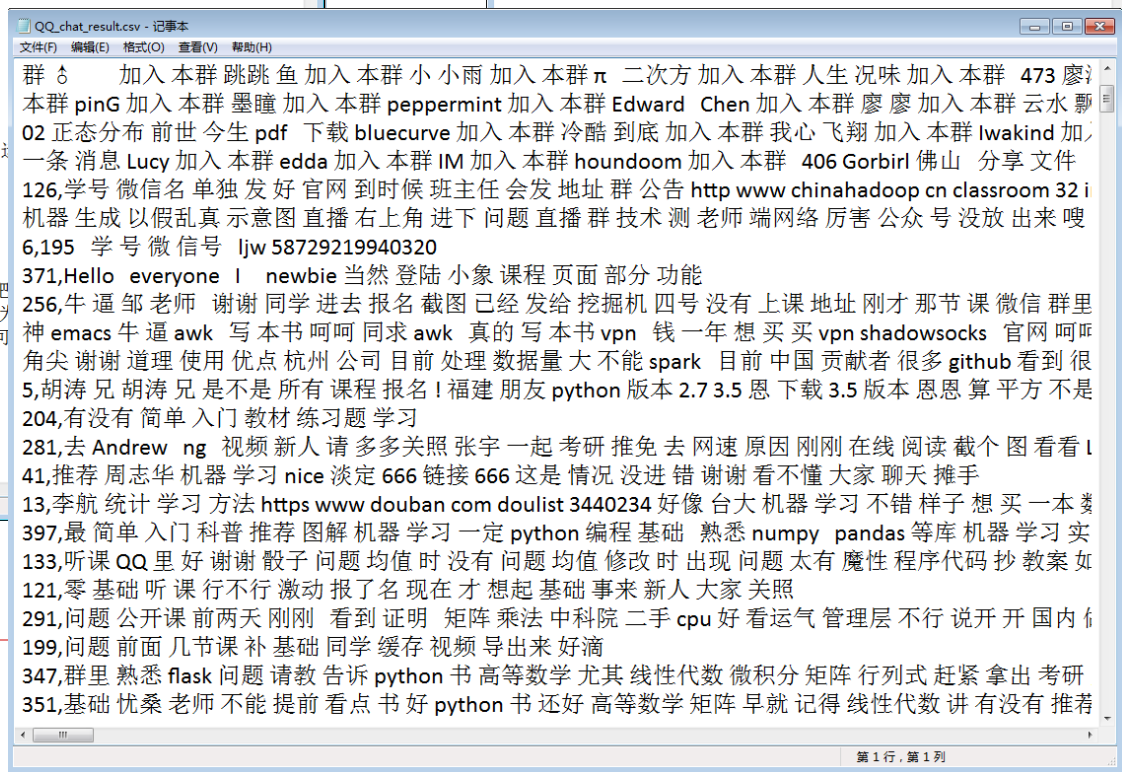 QQ_chat_result.csv - 记事本
文件(F) 编辑(E) 格式(O) 查看(V) 帮助(H)
群 ♁ 加入 本群 跳跳 鱼 加入 本群 小 小雨 加入 本群 π 二次方 加入 本群 人生 况味 加入 本群 473 廖
本群 pinG 加入 本群 墨瞳 加入 本群 peppermint 加入 本群 Edward Chen 加入 本群 廖 廖 加入 本群 云水 飘
02 正态分布 前世 今生 pdf 下载 bluecurve 加入 本群 冷酷 到底 加入 本群 我心 飞翔 加入 本群 lwakind 加
一条 消息 Lucy 加入 本群 edda 加入 本群 IM 加入 本群 houndoom 加入 本群 406 Gorbirl 佛山 分享 文件
126,学号 微信名 单独 发 好 官网 到时候 班主任 会发 地址 群 公告 http www chinahadoop cn classroom 32 i
机器 生成 以假乱真 示意图 直播 右上角 进下 问题 直播 群 技术 测 老师 端网络 厉害 公众 号 没放 出来 嗖
6,195 学 号 微 信号 ljw 58729219940320
371,Hello everyone I newbie 当然 登陆 小象 课程 页面 部分 功能
256,牛 逼 邹 老师 谢谢 同学 进去 报名 截图 已经 发给 挖掘机 四号 没有 上课 地址 刚才 那节 课 微信 群里
神 emacs 牛 逼 awk 写 本书 呵呵 同求 awk 真的 写 本书 vpn 钱 一年 想 买 买 vpn shadowsocks 官网 呵呵
角尖 谢谢 道理 使用 优点 杭州 公司 目前 处理 数据量 大 不能 spark 目前 中国 贡献者 很多 github 看到 很
5,胡涛 兄 胡涛 兄 是不是 所有 课程 报名 ! 福建 朋友 python 版本 2.7 3.5 恩 下载 3.5 版本 恩恩 算 平方 不是
204,有没有 简单 入门 教材 练习题 学习
281,去 Andrew ng 视频 新人 请 多多关照 张宇 一起 考研 推免 去 网速 原因 刚刚 在线 阅读 截个 图 看看 L
41,推荐 周志华 机器 学习 nice 淡定 666 链接 666 这是 情况 没进 错 谢谢 看不懂 大家 聊天 摊手
13,李航 统计 学习 方法 https www douban com doulist 3440234 好像 台大 机器 学习 不错 样子 想 买 一本 数
397,最 简单 入门 科普 推荐 图解 机器 学习 一定 python 编程 基础 熟悉 numpy pandas 等库 机器 学习 实
133,听课 QQ 里 好 谢谢 骰子 问题 均值 时 没有 问题 均值 修改 时 出现 问题 太有 魔性 程序代码 抄 教案 如
121,零 基础 听 课 行不行 激动 报了 名 现在 才 想起 基础 事来 新人 大家 关照
291,问题 公开课 前两天 刚刚 看到 证明 矩阵 乘法 中科院 二手 cpu 好 看运气 管理层 不行 说开 开 国内
199,问题 前面 几节课 补 基础 同学 缓存 视频 导出来 好滴
347,群里 熟悉 flask 问题 请教 告诉 python 书 高等数学 尤其 线性代数 微积分 矩阵 行列式 赶紧 拿出 考研
351,基础 忧桑 老师 不能 提前 看点 书 好 python 书 还好 高等数学 矩阵 早就 记得 线性代数 讲 有没有 推荐
第 1 行 , 第 1 列